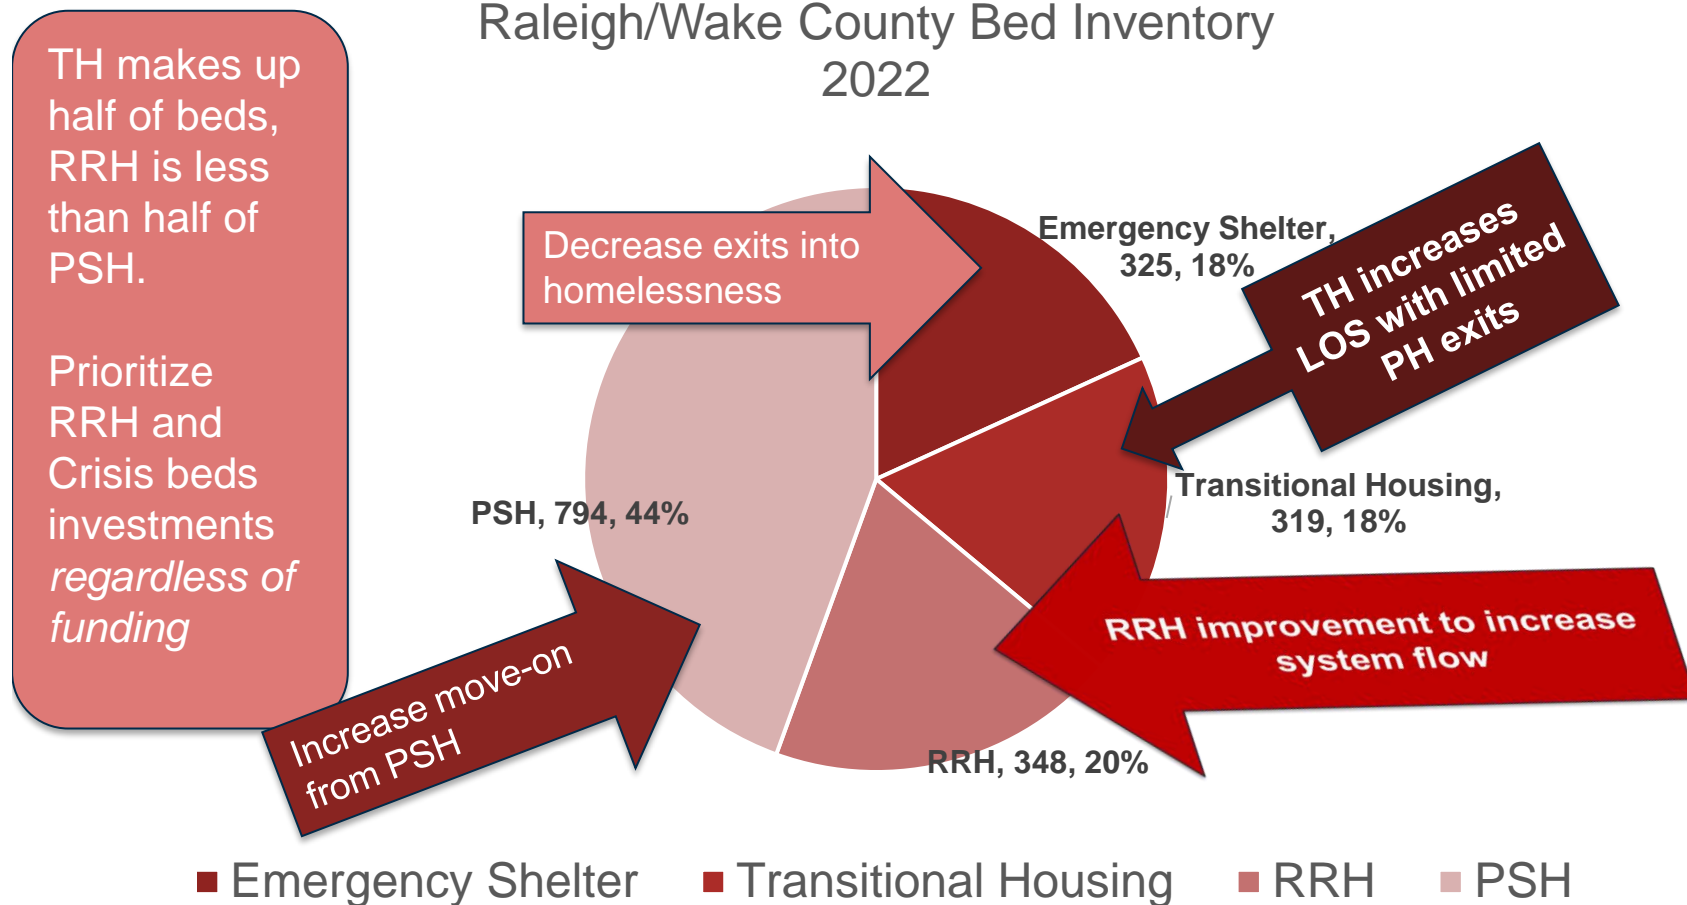 Raleigh/Wake County Bed Inventory
2022
TH makes up
half of beds,
RRH is less
than half of
PSH.
Prioritize
RRH and
Crisis beds
investments
regardless of
funding
Decrease exits into
homelessness
Emergency Shelter,
325, 18%
TH increases
LOS with limited
PH exits
Transitional Housing,
319, 18%
PSH, 794, 44%
RRH improvement to increase
system flow
Increase move-on
from PSH
RRH, 348, 20%
Emergency Shelter
Transitional Housing
RRH
PSH